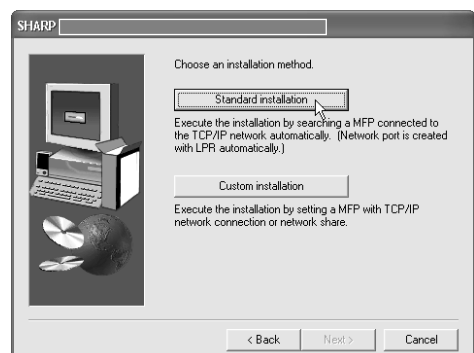 SHARP
Choose an installation method.
Standard installation
Execute the installation by searching a MFP connected to
the TCP/IP network automatically. (Network port is created
with LPR automatically.)
Custom installation
Execute the installation by setting a MFP with TCP/IP
network connection or network share.
< Back Next > Cancel